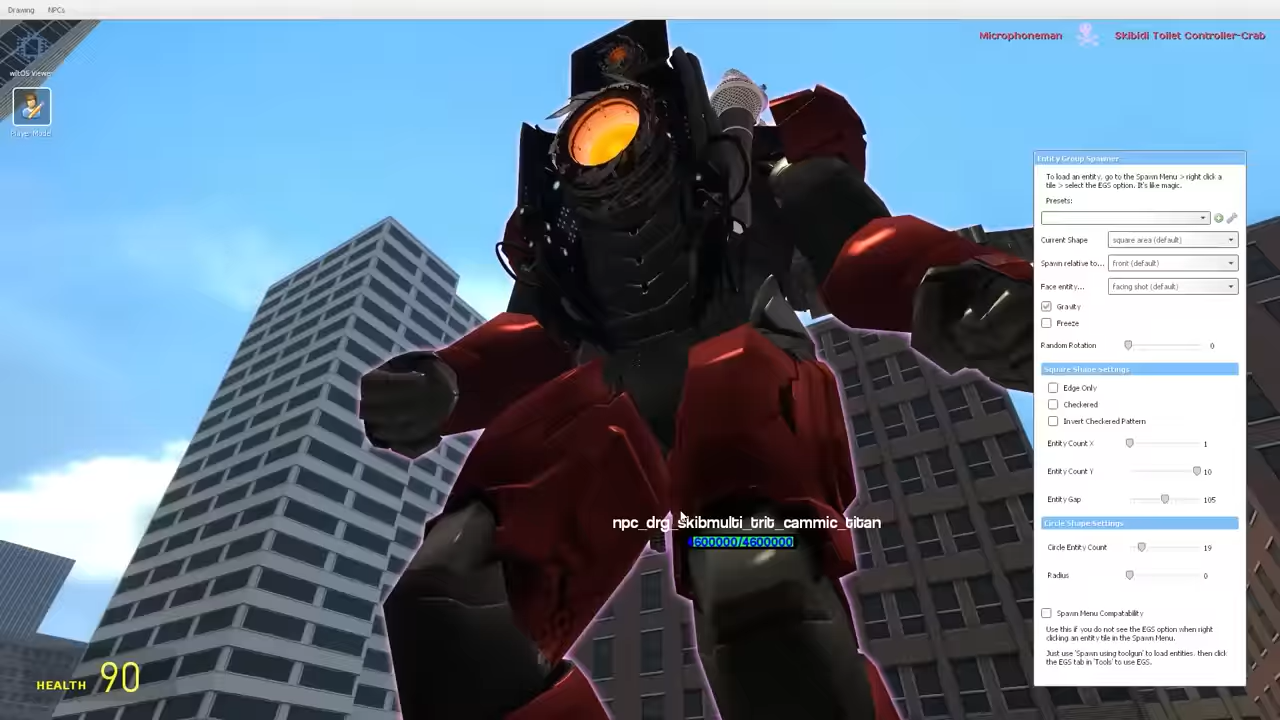 Drawing NPCs
Microphoneman Skibidi Toilet Controller-Crab
wiltOS Viewer
Player Model
Entity Group Spawner
To load an entity, go to the Spawn Menu > right click a
tile > select the EGS option. It's like magic.
Presets:
Current Shape square area (default)
Spawn relative to... front (default)
Face entity... facing shot (default)
Gravity
Freeze
Random Rotation 0
Square Shape Settings
Edge Only
Checkered
Invert Checkered Pattern
Entity Count X 1
Entity Count Y 10
Entity Gap 105
Circle Shape Settings
Circle Entity Count 19
Radius 0
Spawn Menu Compatability
Use this if you do not see the EGS option when right
clicking an entity tile in the Spawn Menu.
Just use 'Spawn using toolgun' to load entities, then click
the EGS tab in 'Tools' to use EGS.
npc_drg_skibmulti_trit_cammic_titan
4600000/4600000
HEALTH 90